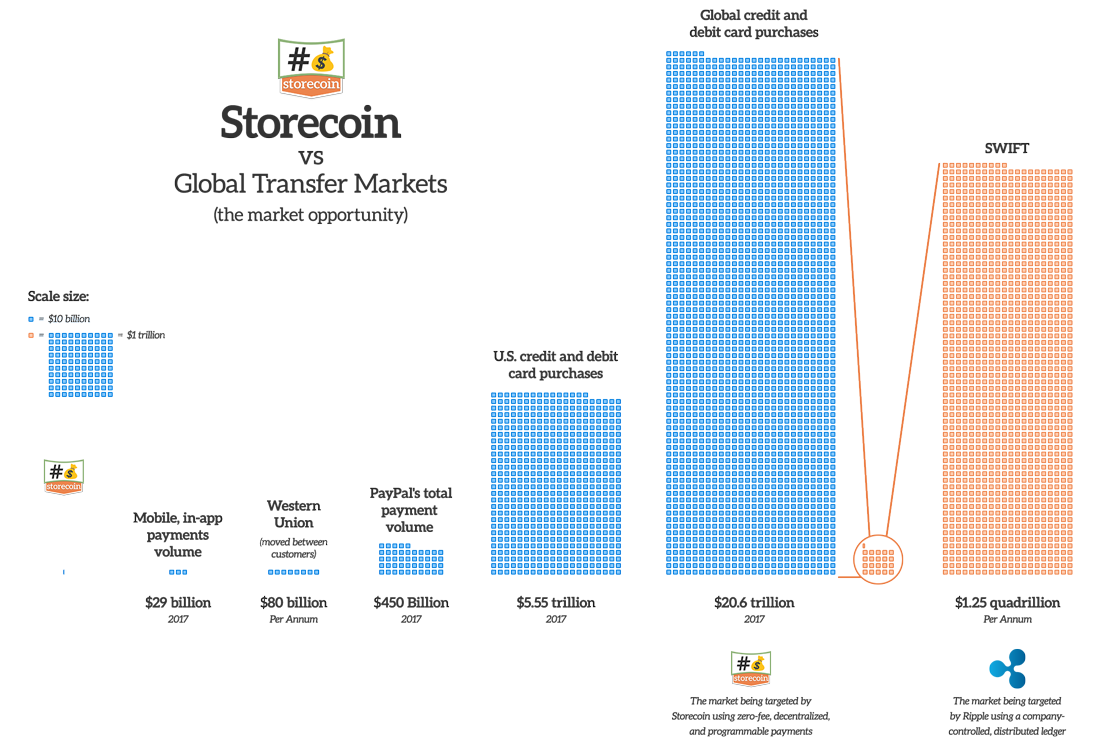 #
storecoin
Storecoin
vs
Global Transfer Markets
(the market opportunity)
Scale size:
= $10 billion
= = $1 trillion
#
storecoin
Mobile, in-app
payments
volume
$29 billion
2017
Western
Union
(moved between
customers)
$80 billion
Per Annum
PayPal's total
payment
volume
$450 Billion
2017
U.S. credit and debit
card purchases
$5.55 trillion
2017
Global credit and
debit card purchases
$20.6 trillion
2017
#
storecoin
The market being targeted by
Storecoin using zero-fee, decentralized,
and programmable payments
SWIFT
$1.25 quadrillion
Per Annum
The market being targeted
by Ripple using a company-
controlled, distributed ledger